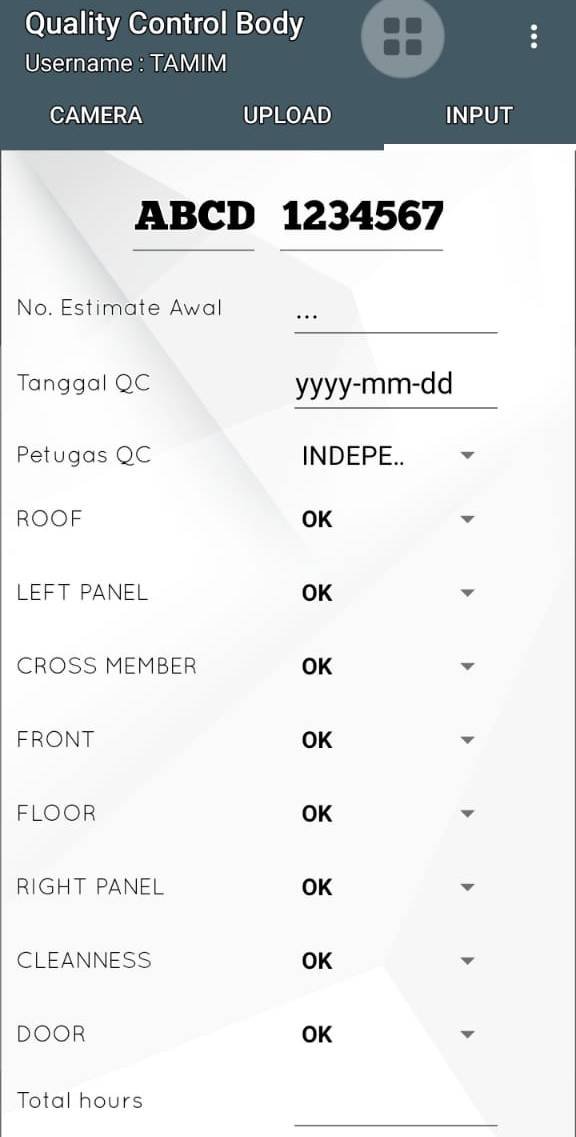 Quality Control Body
Username : TAMIM
CAMERA UPLOAD INPUT
ABCD 1234567
No. Estimate Awal ...
Tanggal QC yyyy-mm-dd
Petugas QC INDEPE..
ROOF OK
LEFT PANEL OK
CROSS MEMBER OK
FRONT OK
FLOOR OK
RIGHT PANEL OK
CLEANNESS OK
DOOR OK
Total hours